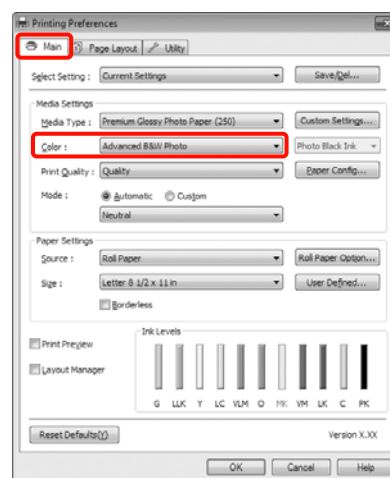 Printing Preferences
Main Page Layout Utility
Select Setting : Current Settings Save/Del...
Media Settings
Media Type : Premium Glossy Photo Paper (250) Custom Settings...
Color : Advanced B&W Photo Photo Black Ink
Print Quality : Quality Paper Config...
Mode : Automatic Custom
Neutral
Paper Settings
Source : Roll Paper Roll Paper Option...
Size : Letter 8 1/2 x 11 in User Defined...
Borderless
Ink Levels
Print Preview
Layout Manager
G LLK Y LC VLM O MK VM LK C PK
Reset Defaults(Y) Version X.XX
OK Cancel Help